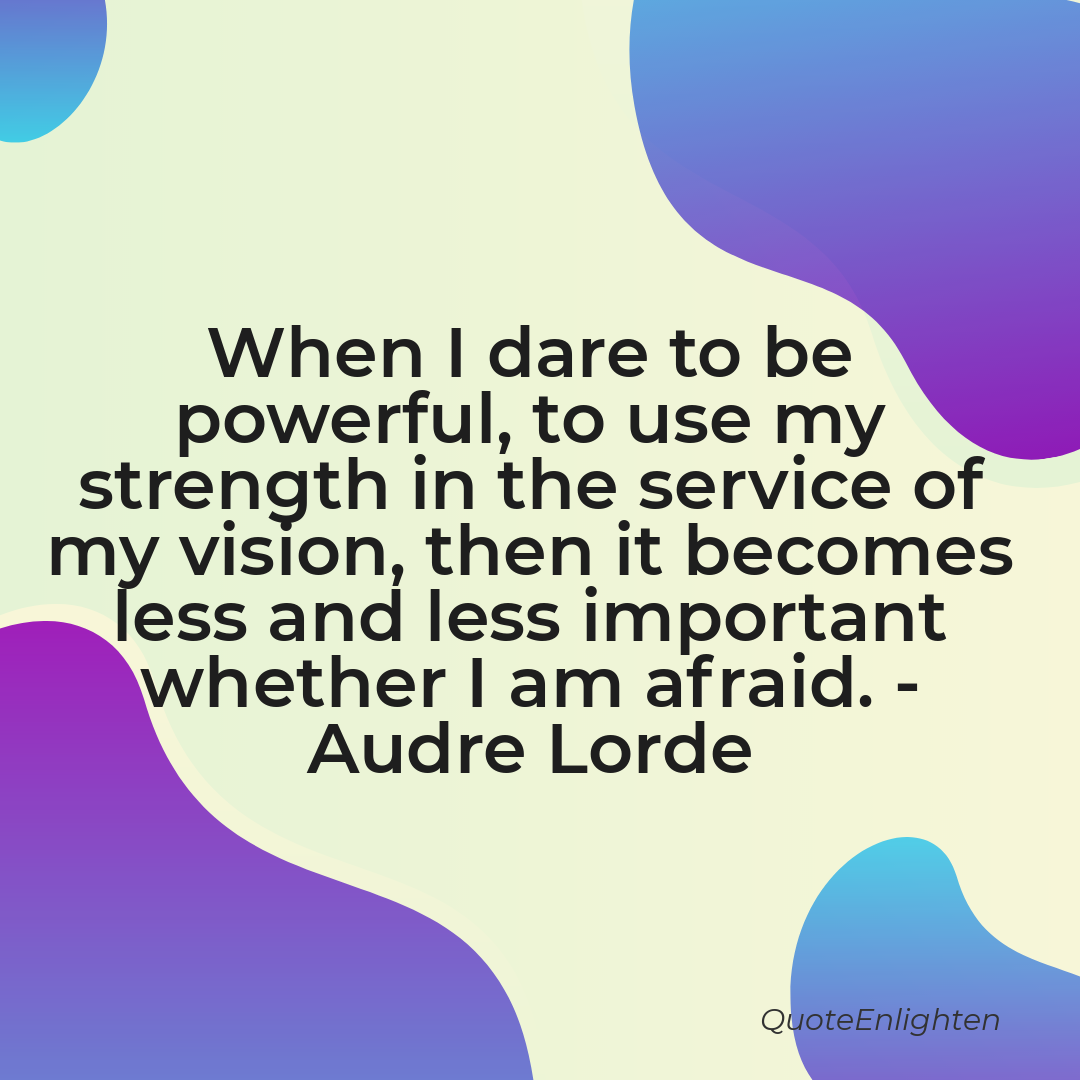 When I dare to be
powerful, to use my
strength in the service of
my vision, then it becomes
less and less important
whether I am afraid. -
Audre Lorde
QuoteEnlighten